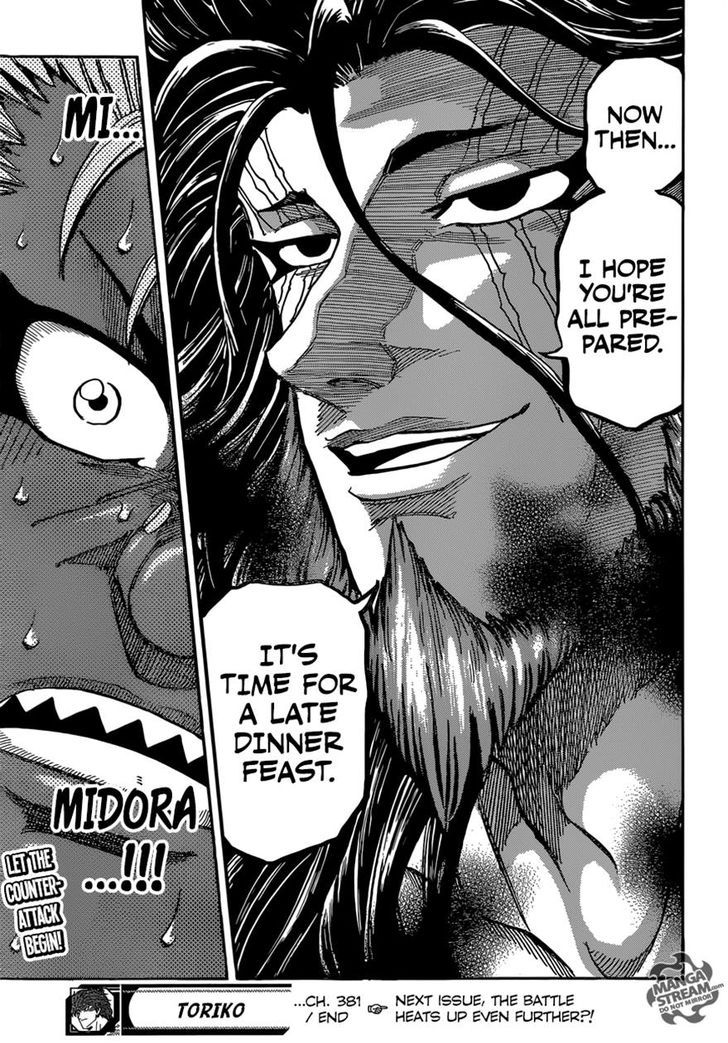 NOW
THEN...
I HOPE
YOU'RE
ALL PRE-
PARED.
MI...
IT'S
TIME FOR
A LATE
DINNER
FEAST.
MIDORA
...!!!
LET THE
COUNTER-
ATTACK
BEGIN!
TORIKO
...CH. 381
/ END
☞ NEXT ISSUE, THE BATTLE
HEATS UP EVEN FURTHER?!
MANGA
STREAM.com
DO NOT MIRROR